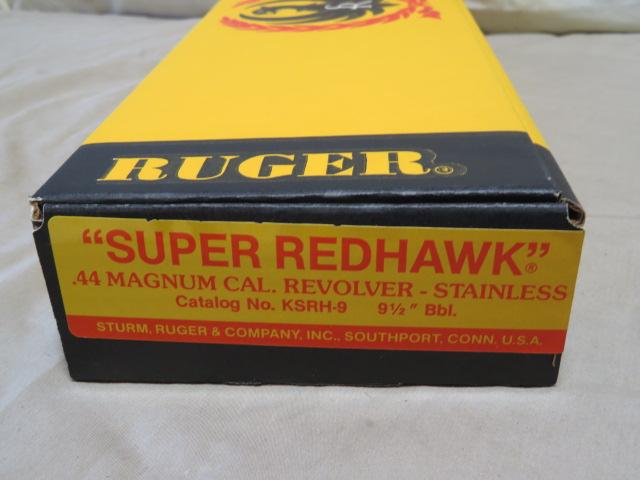 RUGER®
"SUPER REDHAWK"®
.44 MAGNUM CAL. REVOLVER - STAINLESS
Catalog No. KSRH-9 9½" Bbl.
STURM, RUGER & COMPANY, INC., SOUTHPORT, CONN. U.S.A.